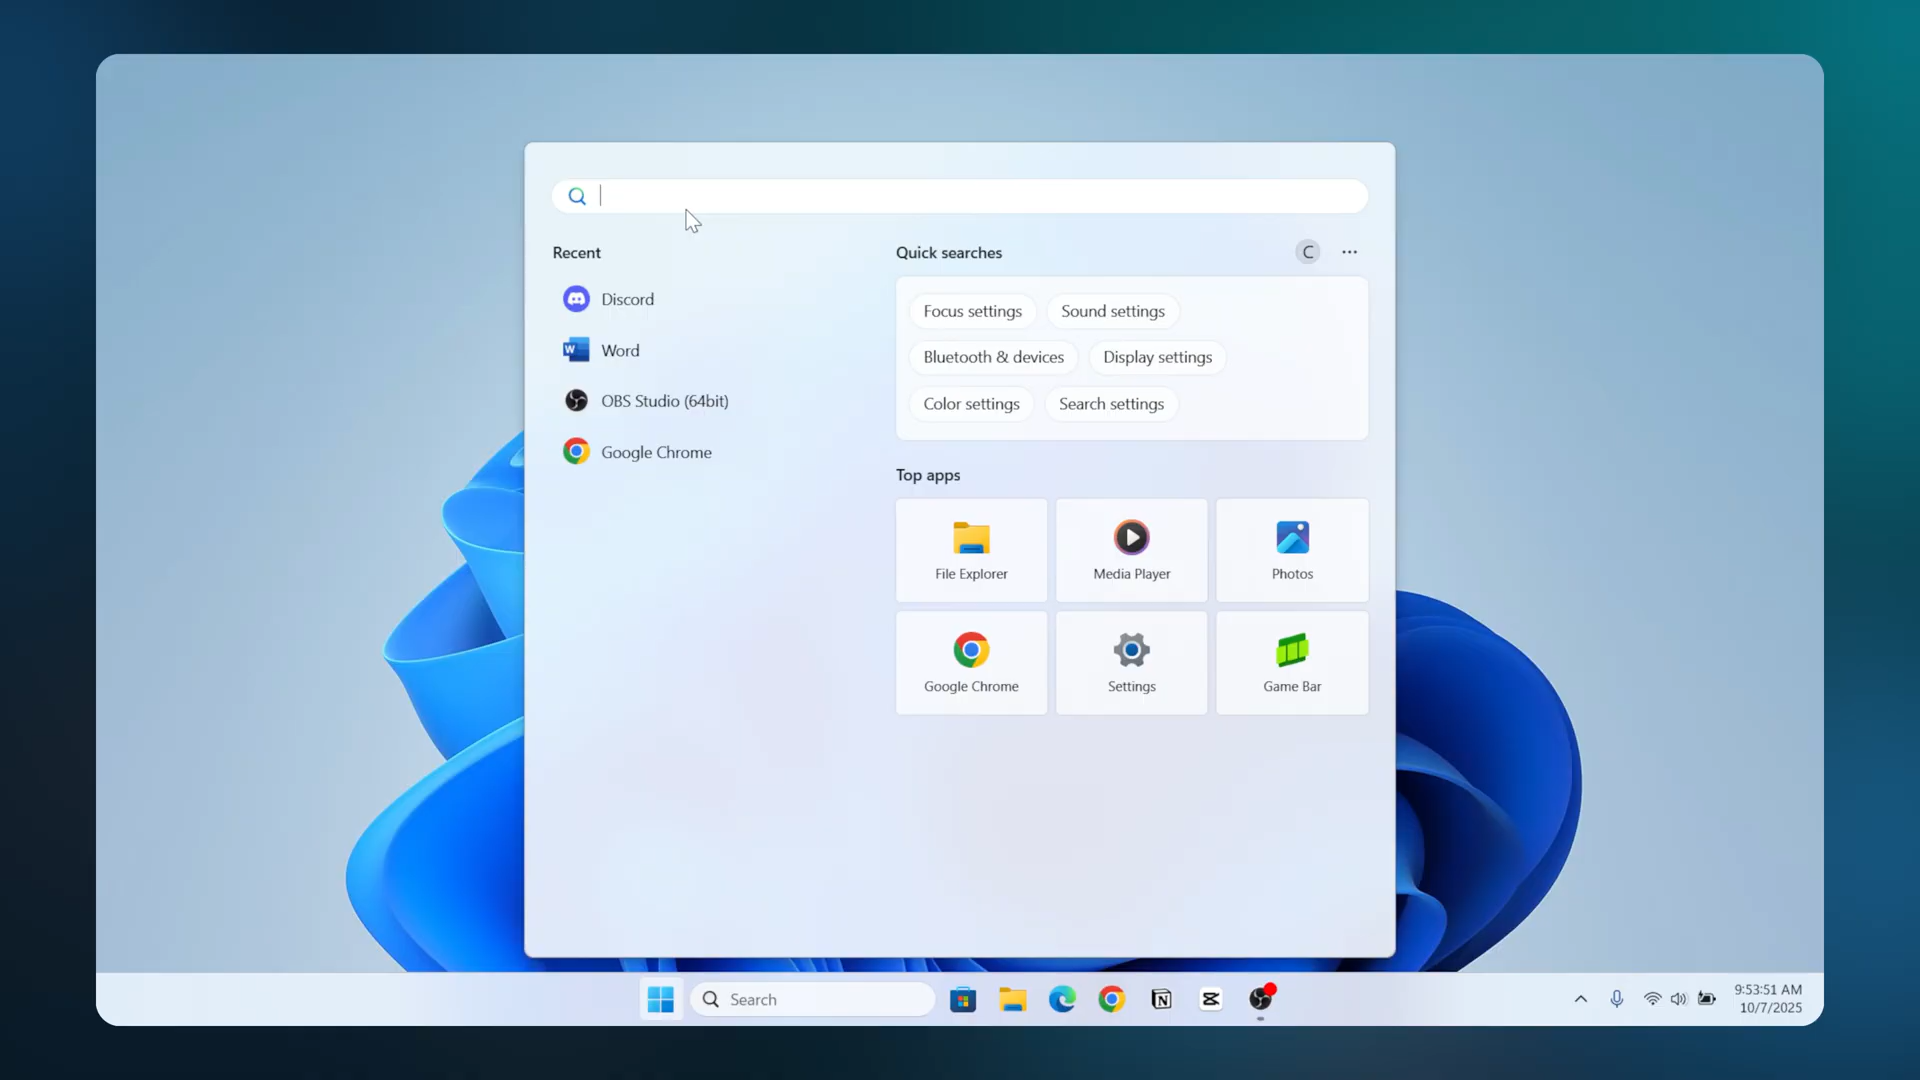 Recent
Discord
Word
OBS Studio (64bit)
Google Chrome
Quick searches
C
Focus settings
Sound settings
Bluetooth & devices
Display settings
Color settings
Search settings
Top apps
File Explorer
Media Player
Photos
Google Chrome
Settings
Game Bar
Search
9:53:51 AM
10/7/2025